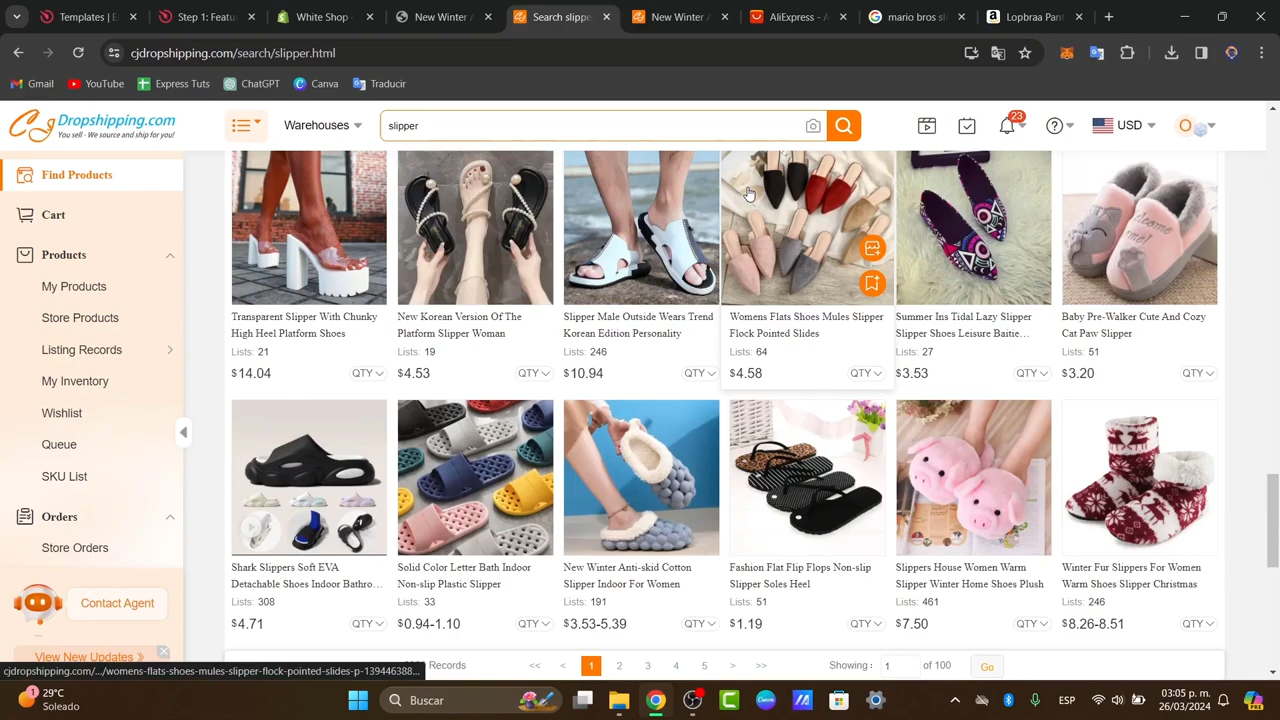 Templates | E
Step 1: Featu
White Shop -
New Winter A
Search slippe
New Winter A
AliExpress - A
mario bros sli
Lopbraa Pant
cjdropshipping.com/search/slipper.html
Gmail
YouTube
Express Tuts
ChatGPT
Canva
Traducir
Dropshipping.com
You sell - We source and ship for you!
Warehouses
slipper
23
USD
O
Find Products
Cart
Products
My Products
Store Products
Listing Records
My Inventory
Wishlist
Queue
SKU List
Orders
Store Orders
Contact Agent
View New Updates »
Transparent Slipper With Chunky
High Heel Platform Shoes
Lists: 21
$14.04
QTY
New Korean Version Of The
Platform Slipper Woman
Lists: 19
$4.53
QTY
Slipper Male Outside Wears Trend
Korean Edition Personality
Lists: 246
$10.94
QTY
Womens Flats Shoes Mules Slipper
Flock Pointed Slides
Lists: 64
$4.58
QTY
Summer Ins Tidal Lazy Slipper
Slipper Shoes Leisure Baitie…
Lists: 27
$3.53
QTY
Welcome
me!
Baby Pre-Walker Cute And Cozy
Cat Paw Slipper
Lists: 51
$3.20
QTY
Shark Slippers Soft EVA
Detachable Shoes Indoor Bathro…
Lists: 308
$4.71
QTY
Solid Color Letter Bath Indoor
Non-slip Plastic Slipper
Lists: 33
$0.94-1.10
QTY
New Winter Anti-skid Cotton
Slipper Indoor For Women
Lists: 191
$3.53-5.39
QTY
Fashion Flat Flip Flops Non-slip
Slipper Soles Heel
Lists: 51
$1.19
QTY
Slippers House Women Warm
Slipper Winter Home Shoes Plush
Lists: 461
$7.50
QTY
Winter Fur Slippers For Women
Warm Shoes Slipper Christmas
Lists: 246
$8.26-8.51
QTY
Records
<< < 1 2 3 4 5 > >>
Showing: 1 of 100 Go
cjdropshipping.com/.../womens-flats-shoes-mules-slipper-flock-pointed-slides-p-139446388...
29°C
Soleado
Buscar
ESP
03:05 p. m.
26/03/2024